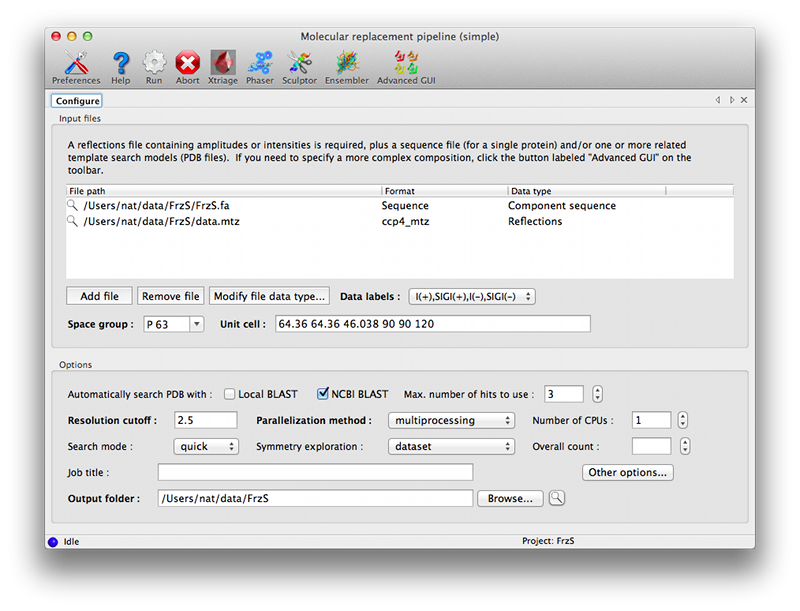 Molecular replacement pipeline (simple)
Preferences Help Run Abort Xtriage Phaser Sculptor Ensembler Advanced GUI
Configure
Input files
A reflections file containing amplitudes or intensities is required, plus a sequence file (for a single protein) and/or one or more related
template search models (PDB files). If you need to specify a more complex composition, click the button labeled "Advanced GUI" on the
toolbar.
File path Format Data type
/Users/nat/data/FrzS/FrzS.fa Sequence Component sequence
/Users/nat/data/FrzS/data.mtz ccp4_mtz Reflections
Add file Remove file Modify file data type... Data labels : I(+),SIGI(+),I(-),SIGI(-)
Space group : P 63 Unit cell : 64.36 64.36 46.038 90 90 120
Options
Automatically search PDB with : Local BLAST NCBI BLAST Max. number of hits to use : 3
Resolution cutoff : 2.5 Parallelization method : multiprocessing Number of CPUs : 1
Search mode : quick Symmetry exploration : dataset Overall count :
Job title : Other options...
Output folder : /Users/nat/data/FrzS Browse...
Idle Project: FrzS